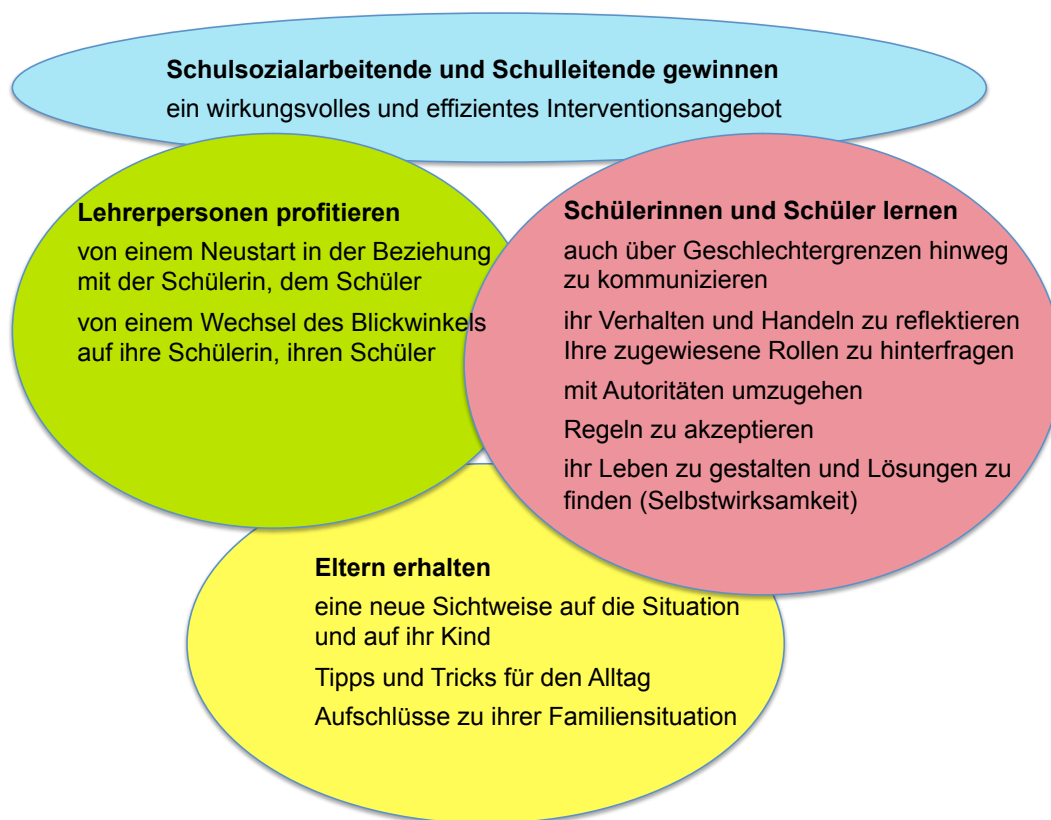 Schulsozialarbeitende und Schulleitende gewinnen
ein wirkungsvolles und effizientes Interventionsangebot
Lehrerpersonen profitieren
von einem Neustart in der Beziehung
mit der Schülerin, dem Schüler
von einem Wechsel des Blickwinkels
auf ihre Schülerin, ihren Schüler
Schülerinnen und Schüler lernen
auch über Geschlechtergrenzen hinweg
zu kommunizieren
ihr Verhalten und Handeln zu reflektieren
Ihre zugewiesene Rollen zu hinterfragen
mit Autoritäten umzugehen
Regeln zu akzeptieren
ihr Leben zu gestalten und Lösungen zu
finden (Selbstwirksamkeit)
Eltern erhalten
eine neue Sichtweise auf die Situation
und auf ihr Kind
Tipps und Tricks für den Alltag
Aufschlüsse zu ihrer Familiensituation